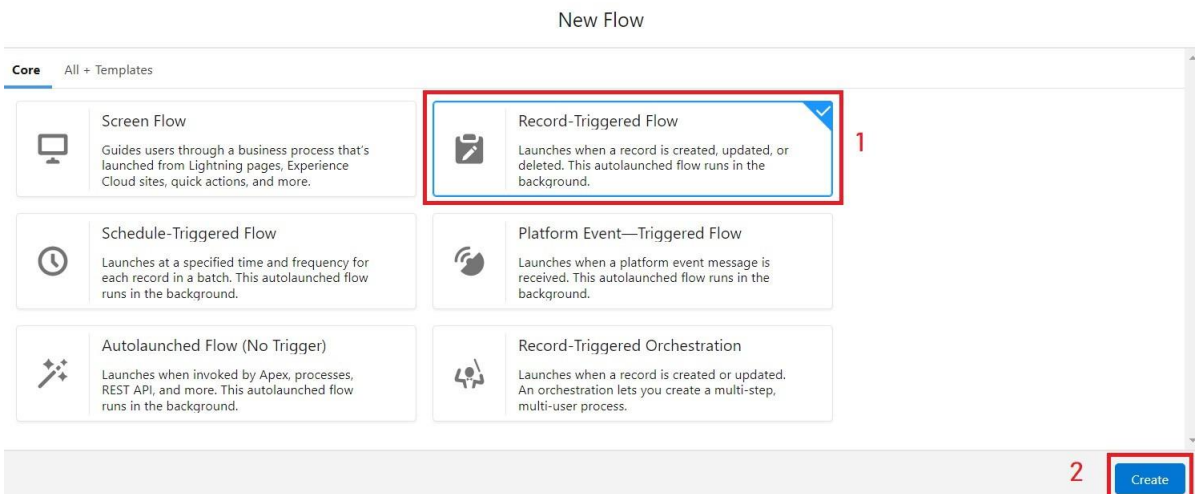 New Flow
Core All + Templates
Screen Flow
Guides users through a business process that's
launched from Lightning pages, Experience
Cloud sites, quick actions, and more.
Record-Triggered Flow
Launches when a record is created, updated, or
deleted. This autolaunched flow runs in the
background.
1
Schedule-Triggered Flow
Launches at a specified time and frequency for
each record in a batch. This autolaunched flow
runs in the background.
Platform Event—Triggered Flow
Launches when a platform event message is
received. This autolaunched flow runs in the
background.
Autolaunched Flow (No Trigger)
Launches when invoked by Apex, processes,
REST API, and more. This autolaunched flow
runs in the background.
Record-Triggered Orchestration
Launches when a record is created or updated.
An orchestration lets you create a multi-step,
multi-user process.
2
Create